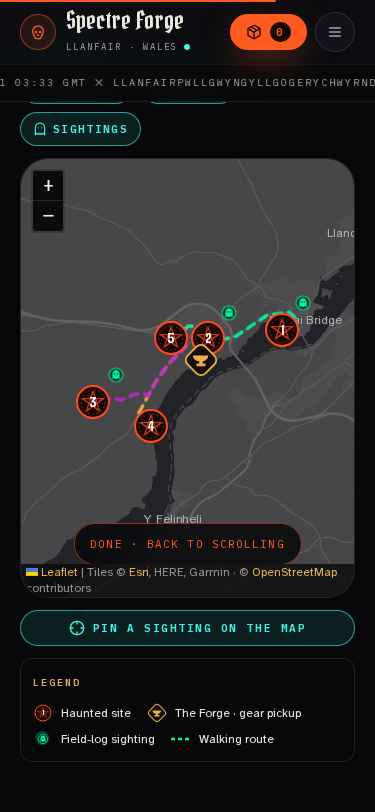 Spectre Forge
LLANFAIR · WALES
0
03:33 GMT ✕ LLANFAIRPWLLGWYNGYLLGOGERYCHWYRND
SIGHTINGS
+
−
Menai Bridge
1
5
2
3
4
Y Felinheli
DONE · BACK TO SCROLLING
Leaflet | Tiles © Esri, HERE, Garmin · © OpenStreetMap
contributors
PIN A SIGHTING ON THE MAP
LEGEND
1 Haunted site
The Forge · gear pickup
Field-log sighting
Walking route